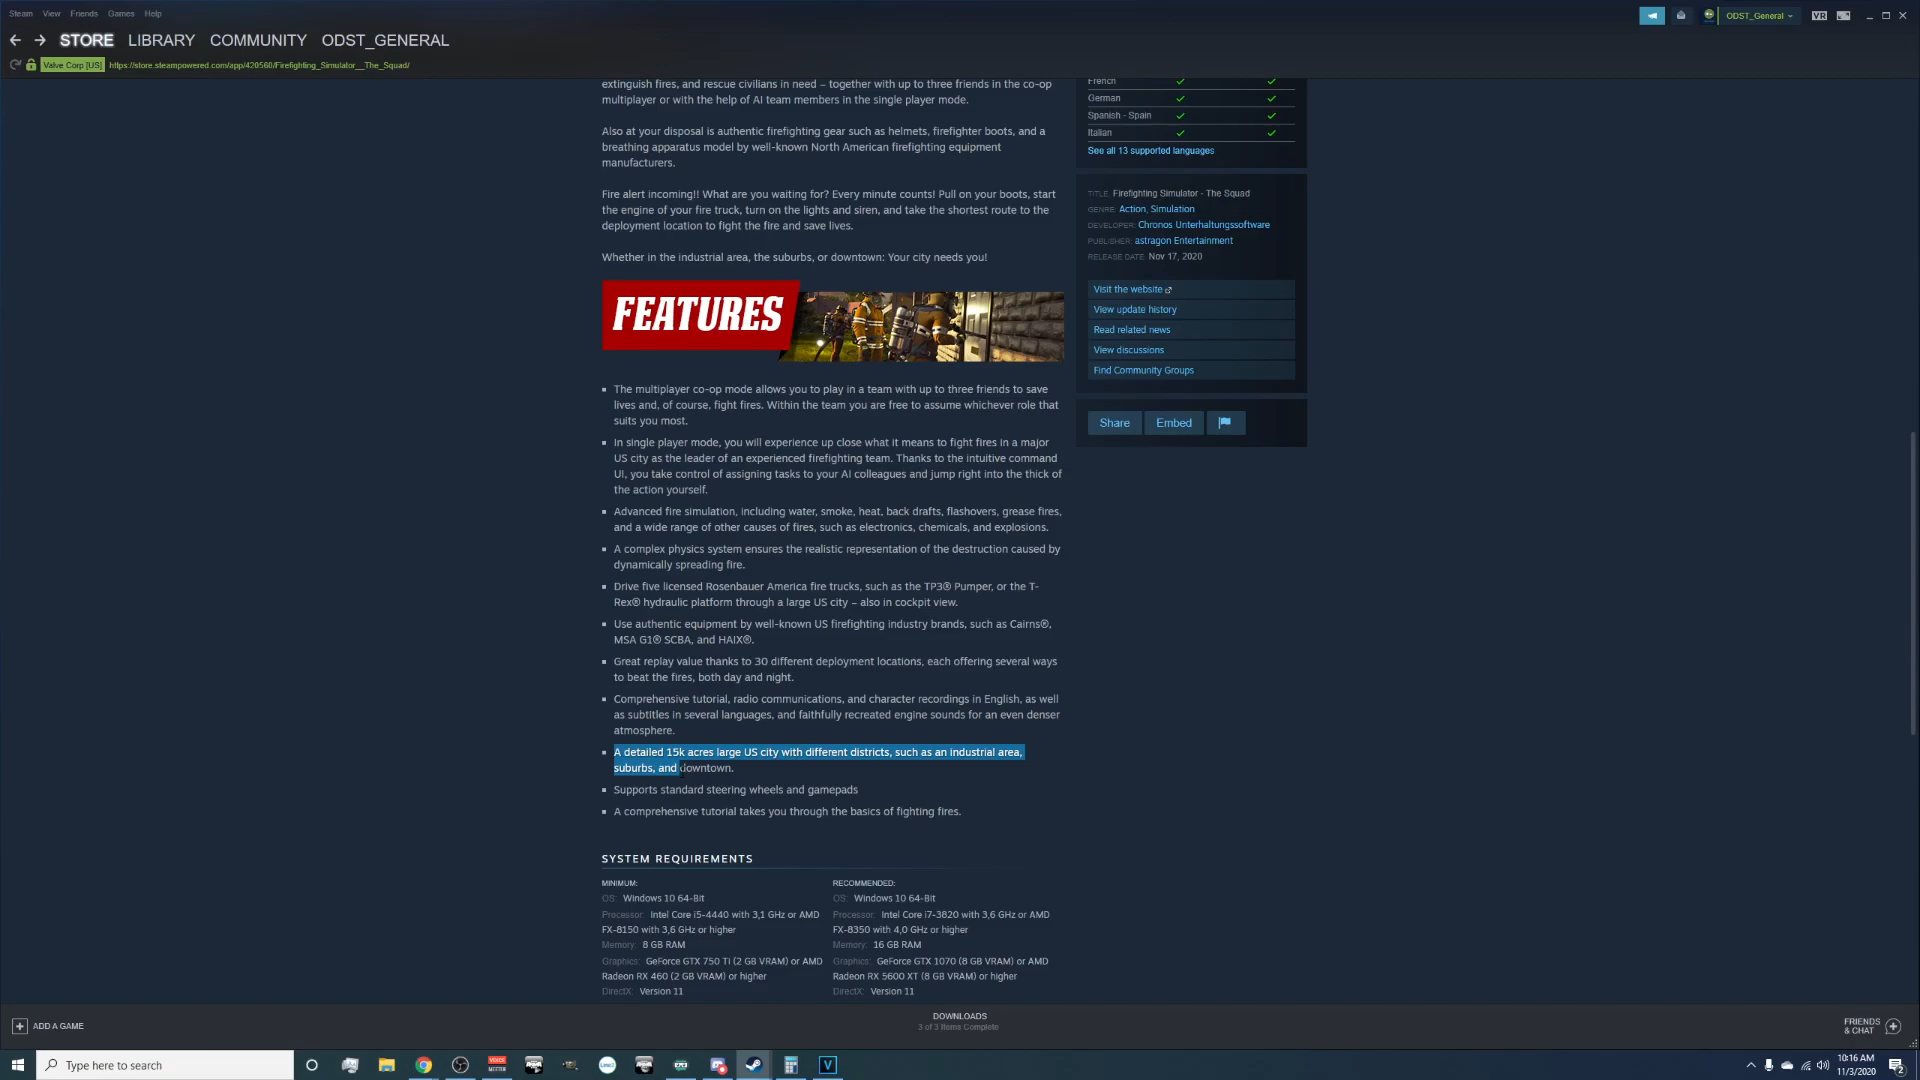 Steam View Friends Games Help
ODST_General
VR
STORE LIBRARY COMMUNITY ODST_GENERAL
Valve Corp [US] https://store.steampowered.com/app/420560/Firefighting_Simulator__The_Squad/
extinguish fires, and rescue civilians in need – together with up to three friends in the co-op
multiplayer or with the help of AI team members in the single player mode.
Also at your disposal is authentic firefighting gear such as helmets, firefighter boots, and a
breathing apparatus model by well-known North American firefighting equipment
manufacturers.
Fire alert incoming!! What are you waiting for? Every minute counts! Pull on your boots, start
the engine of your fire truck, turn on the lights and siren, and take the shortest route to the
deployment location to fight the fire and save lives.
Whether in the industrial area, the suburbs, or downtown: Your city needs you!
FEATURES
The multiplayer co-op mode allows you to play in a team with up to three friends to save
lives and, of course, fight fires. Within the team you are free to assume whichever role that
suits you most.
In single player mode, you will experience up close what it means to fight fires in a major
US city as the leader of an experienced firefighting team. Thanks to the intuitive command
UI, you take control of assigning tasks to your AI colleagues and jump right into the thick of
the action yourself.
Advanced fire simulation, including water, smoke, heat, back drafts, flashovers, grease fires,
and a wide range of other causes of fires, such as electronics, chemicals, and explosions.
A complex physics system ensures the realistic representation of the destruction caused by
dynamically spreading fire.
Drive five licensed Rosenbauer America fire trucks, such as the TP3® Pumper, or the T-
Rex® hydraulic platform through a large US city – also in cockpit view.
Use authentic equipment by well-known US firefighting industry brands, such as Cairns®,
MSA G1® SCBA, and HAIX®.
Great replay value thanks to 30 different deployment locations, each offering several ways
to beat the fires, both day and night.
Comprehensive tutorial, radio communications, and character recordings in English, as well
as subtitles in several languages, and faithfully recreated engine sounds for an even denser
atmosphere.
A detailed 15k acres large US city with different districts, such as an industrial area,
suburbs, and downtown.
Supports standard steering wheels and gamepads
A comprehensive tutorial takes you through the basics of fighting fires.
SYSTEM REQUIREMENTS
MINIMUM:
OS: Windows 10 64-Bit
Processor: Intel Core i5-4440 with 3,1 GHz or AMD
FX-8150 with 3,6 GHz or higher
Memory: 8 GB RAM
Graphics: GeForce GTX 750 TI (2 GB VRAM) or AMD
Radeon RX 460 (2 GB VRAM) or higher
DirectX: Version 11
RECOMMENDED:
OS: Windows 10 64-Bit
Processor: Intel Core i7-3820 with 3,6 GHz or AMD
FX-8350 with 4,0 GHz or higher
Memory: 16 GB RAM
Graphics: GeForce GTX 1070 (8 GB VRAM) or AMD
Radeon RX 5600 XT (8 GB VRAM) or higher
DirectX: Version 11
French
German
Spanish - Spain
Italian
See all 13 supported languages
TITLE: Firefighting Simulator - The Squad
GENRE: Action, Simulation
DEVELOPER: Chronos Unterhaltungssoftware
PUBLISHER: astragon Entertainment
RELEASE DATE: Nov 17, 2020
Visit the website
View update history
Read related news
View discussions
Find Community Groups
Share Embed
ADD A GAME
DOWNLOADS
3 of 3 Items Complete
FRIENDS
& CHAT
Type here to search
10:16 AM
11/3/2020